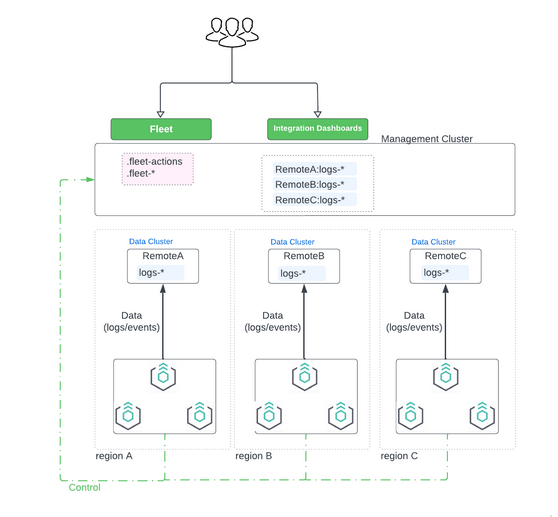 Fleet
Integration Dashboards
Management Cluster
.fleet-actions
.fleet-*
RemoteA:logs-*
RemoteB:logs-*
RemoteC:logs-*
Data Cluster
Data Cluster
Data Cluster
RemoteA
RemoteB
RemoteC
logs-*
logs-*
logs-*
Data
(logs/events)
Data
(logs/events)
Data
(logs/events)
region A
region B
region C
Control